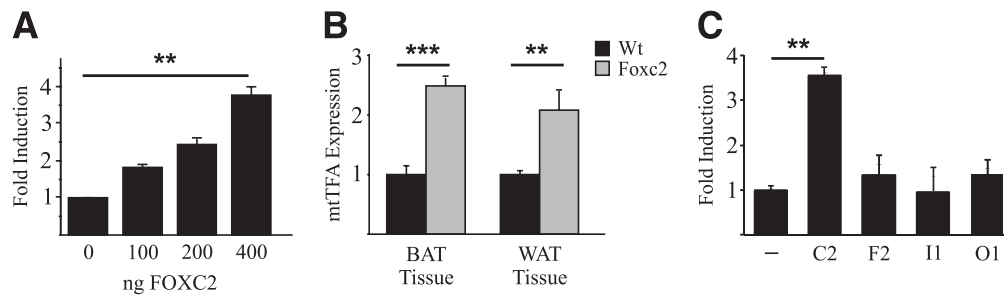 A
Fold Induction
4
3
2
1
**
0 100 200 400
ng FOXC2
B
mtTFA Expression
3
2
1
*** **
Wt
Foxc2
BAT Tissue
WAT Tissue
C
Fold Induction
4
3
2
1
0
**
– C2 F2 I1 O1